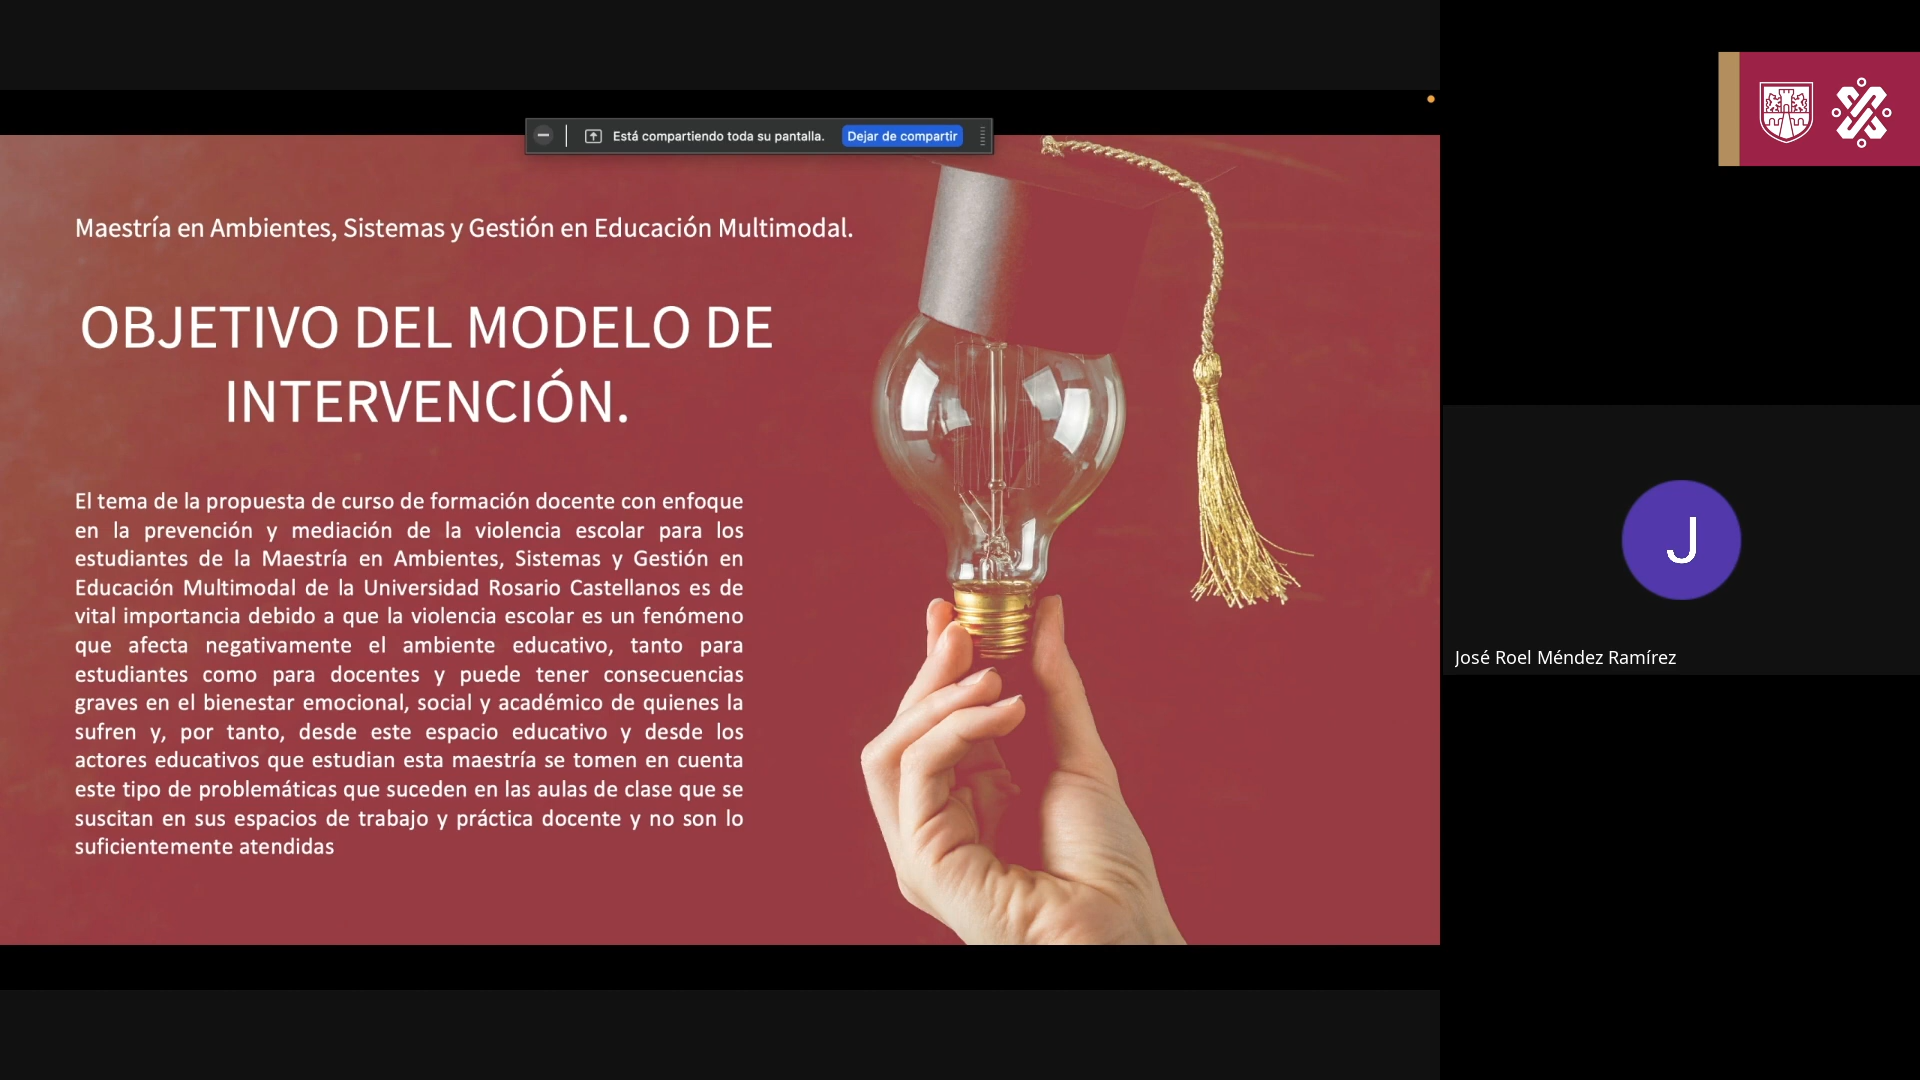 Está compartiendo toda su pantalla.
Dejar de compartir
Maestría en Ambientes, Sistemas y Gestión en Educación Multimodal.
OBJETIVO DEL MODELO DE
INTERVENCIÓN.
El tema de la propuesta de curso de formación docente con enfoque
en la prevención y mediación de la violencia escolar para los
estudiantes de la Maestría en Ambientes, Sistemas y Gestión en
Educación Multimodal de la Universidad Rosario Castellanos es de
vital importancia debido a que la violencia escolar es un fenómeno
que afecta negativamente el ambiente educativo, tanto para
estudiantes como para docentes y puede tener consecuencias
graves en el bienestar emocional, social y académico de quienes la
sufren y, por tanto, desde este espacio educativo y desde los
actores educativos que estudian esta maestría se tomen en cuenta
este tipo de problemáticas que suceden en las aulas de clase que se
suscitan en sus espacios de trabajo y práctica docente y no son lo
suficientemente atendidas
J
José Roel Méndez Ramírez